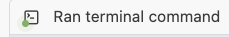 Ran terminal command